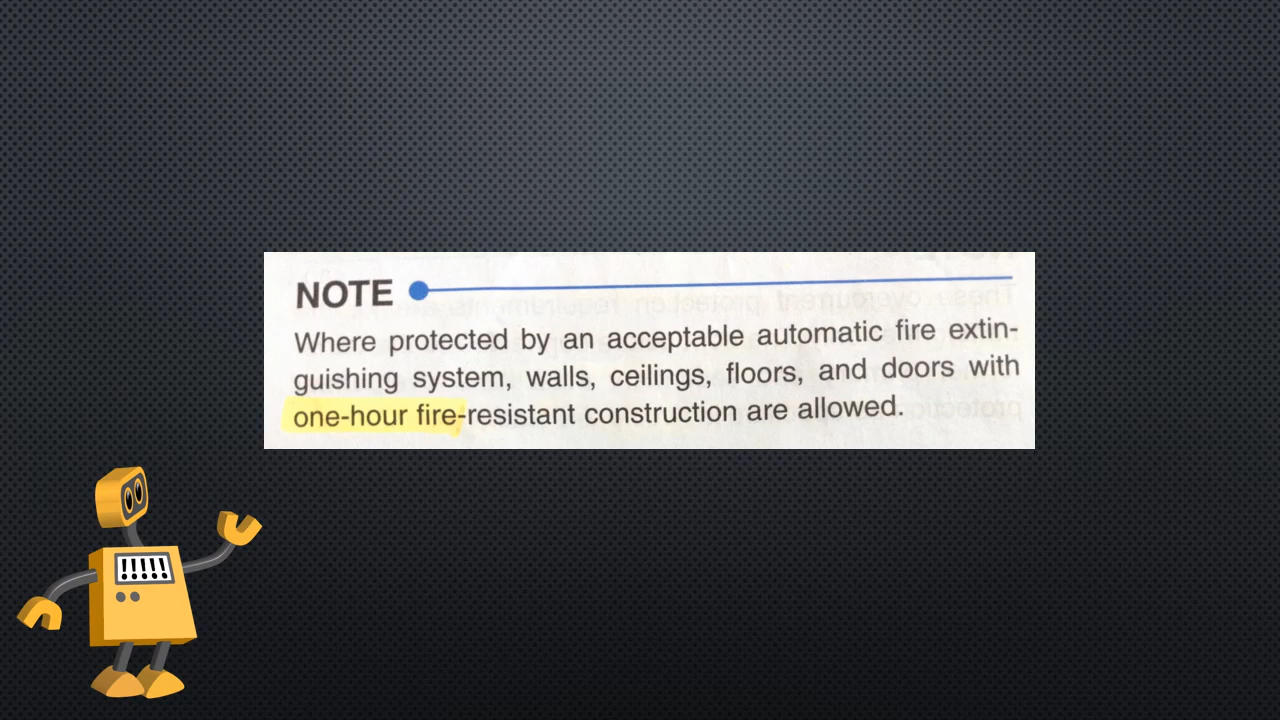 NOTE
Where protected by an acceptable automatic fire extin-
guishing system, walls, ceilings, floors, and doors with
one-hour fire-resistant construction are allowed.